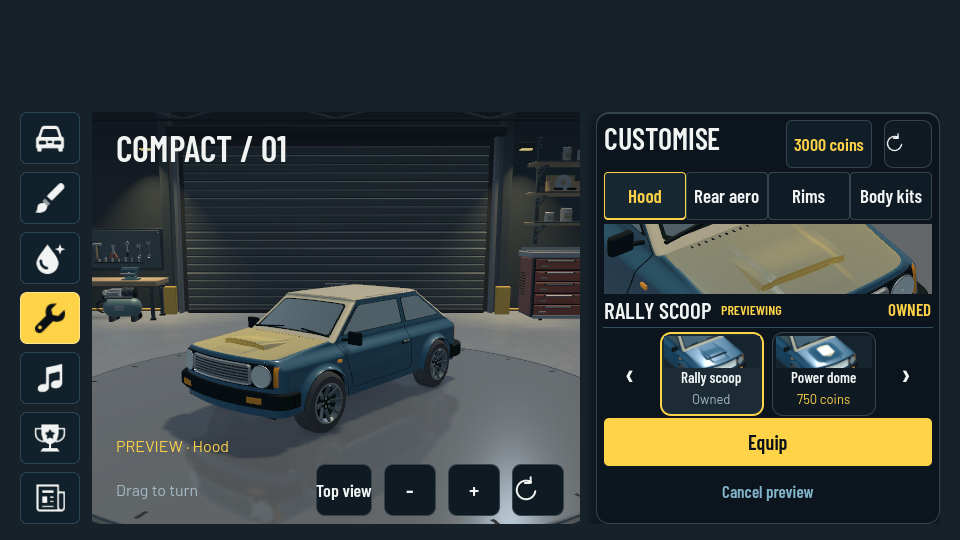 COMPACT / 01
PREVIEW · Hood
Drag to turn
Top view
-
+
CUSTOMISE
3000 coins
Hood
Rear aero
Rims
Body kits
RALLY SCOOP
PREVIEWING
OWNED
‹
Rally scoop
Owned
Power dome
750 coins
›
Equip
Cancel preview